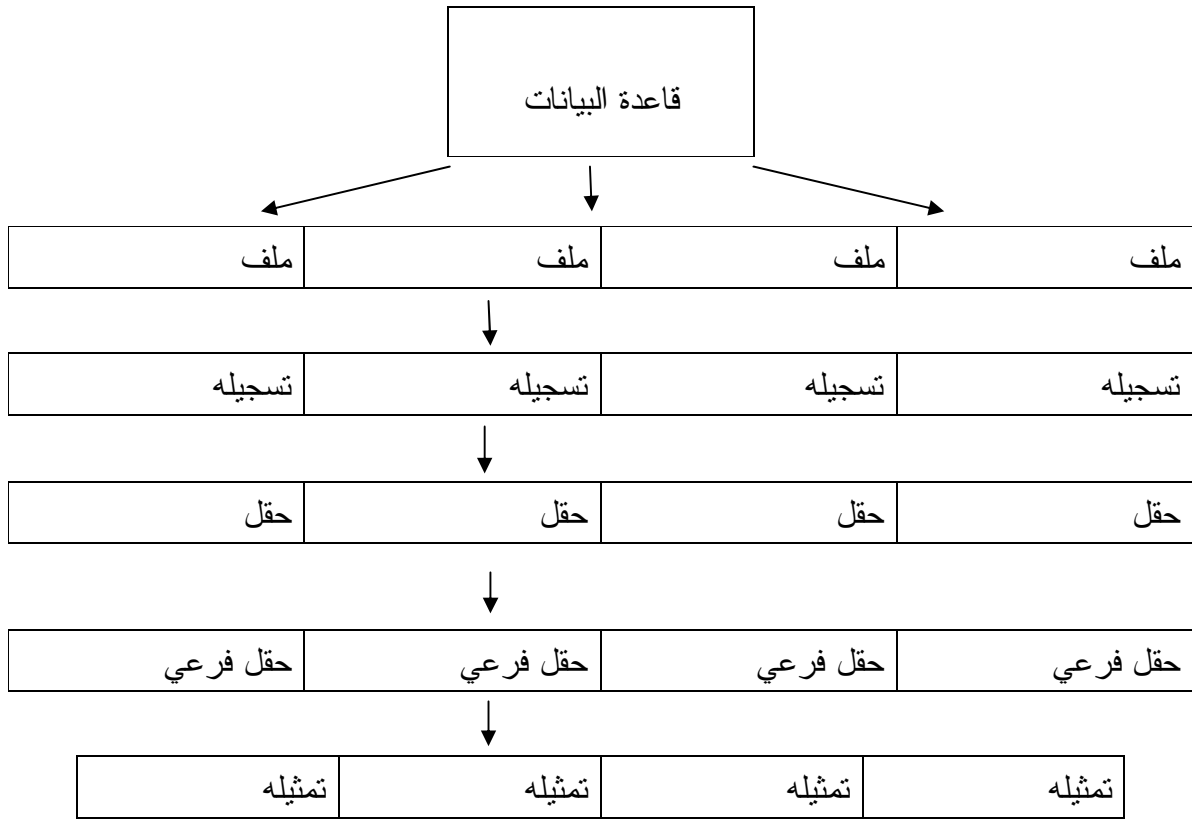 قاعدة البيانات
ملف ملف ملف ملف
تسجيله تسجيله تسجيله تسجيله
حقل حقل حقل حقل
حقل فرعي حقل فرعي حقل فرعي حقل فرعي
تمثيله تمثيله تمثيله تمثيله